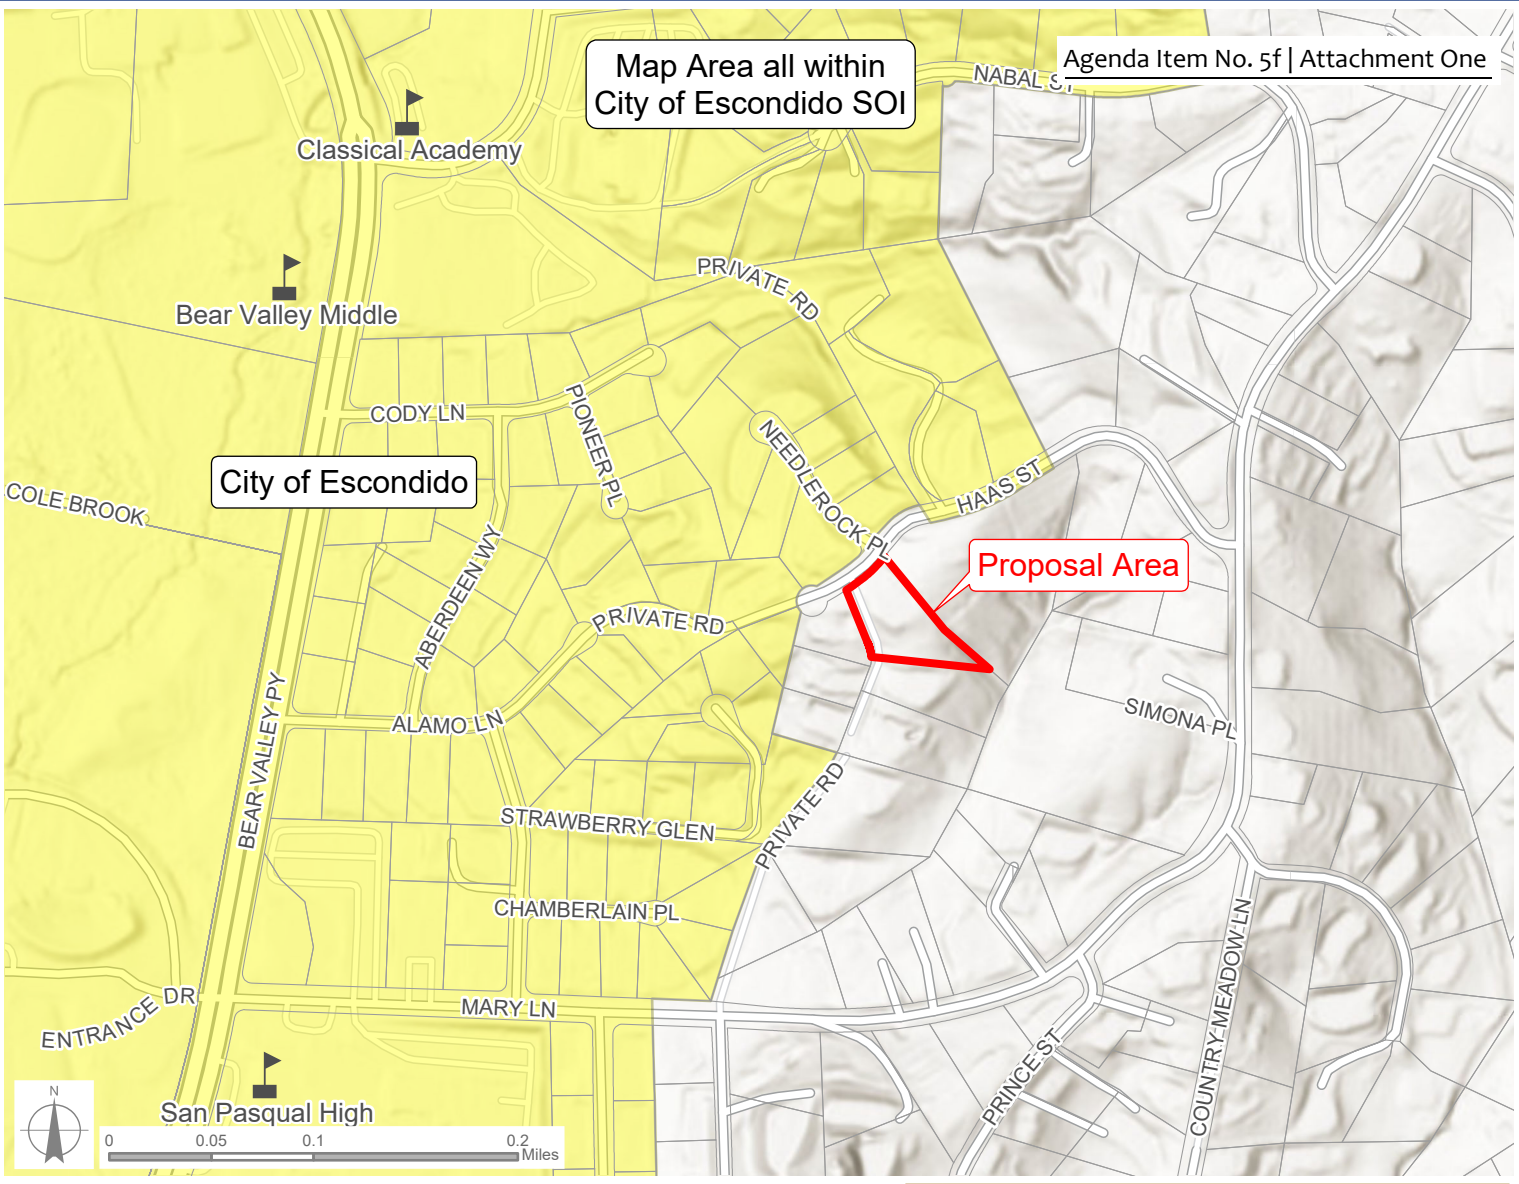 Agenda Item No. 5f | Attachment One
Map Area all within
City of Escondido SOI
NABAL ST
Classical Academy
Bear Valley Middle
PRIVATE RD
CODY LN
PIONEER PL
NEEDLEROCK PL
City of Escondido
HAAS ST
COLE BROOK
ABERDEEN WY
Proposal Area
PRIVATE RD
SIMONA PL
ALAMO LN
BEAR VALLEY PY
PRIVATE RD
STRAWBERRY GLEN
CHAMBERLAIN PL
COUNTRY MEADOW LN
ENTRANCE DR
MARY LN
PRINCE ST
San Pasqual High
N
0 0.05 0.1 0.2
Miles